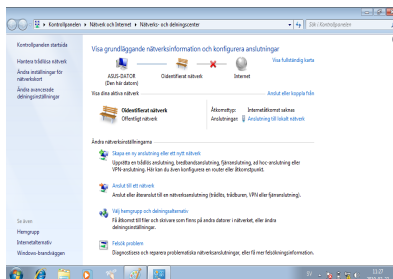 Kontrollpanelen ▸ Nätverk och Internet ▸ Nätverks- och delningscenter
Sök i Kontrollpanelen
Kontrollpanelen startsida
Hantera trådlösa nätverk
Ändra inställningar för
nätverkskort
Ändra avancerade
delningsinställningar
Visa grundläggande nätverksinformation och konfigurera anslutningar
Visa fullständig karta
ASUS-DATOR
(Den här datorn)
Oidentifierat nätverk
Internet
Visa dina aktiva nätverk
Anslut eller koppla från
Oidentifierat nätverk
Offentligt nätverk
Åtkomsttyp: Internetåtkomst saknas
Anslutningar: Anslutning till lokalt nätverk
Ändra nätverksinställningarna
Skapa en ny anslutning eller ett nytt nätverk
Upprätta en trådlös anslutning, bredbandsanslutning, fjärranslutning, ad hoc-anslutning eller
VPN-anslutning. Här kan du även konfigurera en router eller åtkomstpunkt.
Anslut till ett nätverk
Anslut eller återanslut till en nätverksanslutning (trådlös, trådburen, VPN eller fjärranslutning).
Välj hemgrupp och delningsalternativ
Få åtkomst till filer och skrivare som finns på andra datorer i nätverket, eller ändra
delningsinställningar.
Felsök problem
Diagnostisera och reparera problematiska nätverksanslutningar, eller få mer felsökningsinformation.
Se även
Hemgrupp
Internetalternativ
Windows-brandväggen
SV
13:27